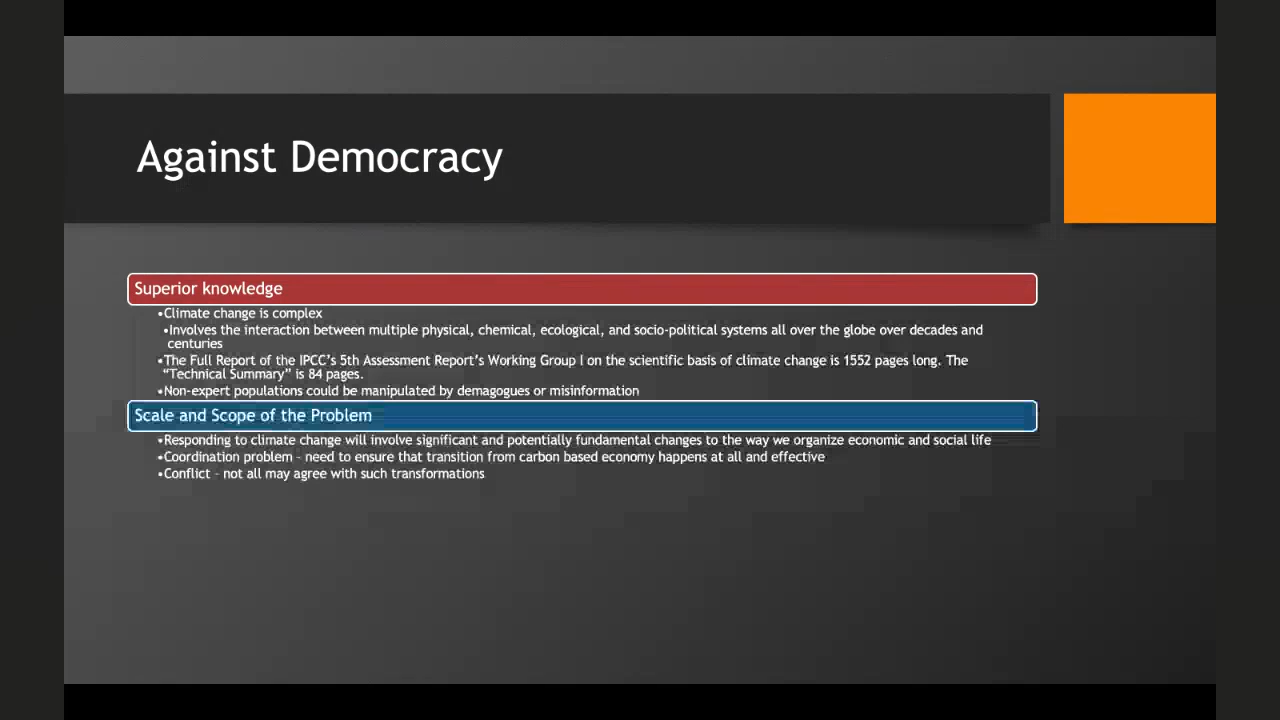 Against Democracy
Superior knowledge
•Climate change is complex
•Involves the interaction between multiple physical, chemical, ecological, and socio-political systems all over the globe over decades and
centuries
•The Full Report of the IPCC's 5th Assessment Report's Working Group I on the scientific basis of climate change is 1552 pages long. The
“Technical Summary” is 84 pages.
•Non-expert populations could be manipulated by demagogues or misinformation
Scale and Scope of the Problem
•Responding to climate change will involve significant and potentially fundamental changes to the way we organize economic and social life
•Coordination problem – need to ensure that transition from carbon based economy happens at all and effective
•Conflict – not all may agree with such transformations